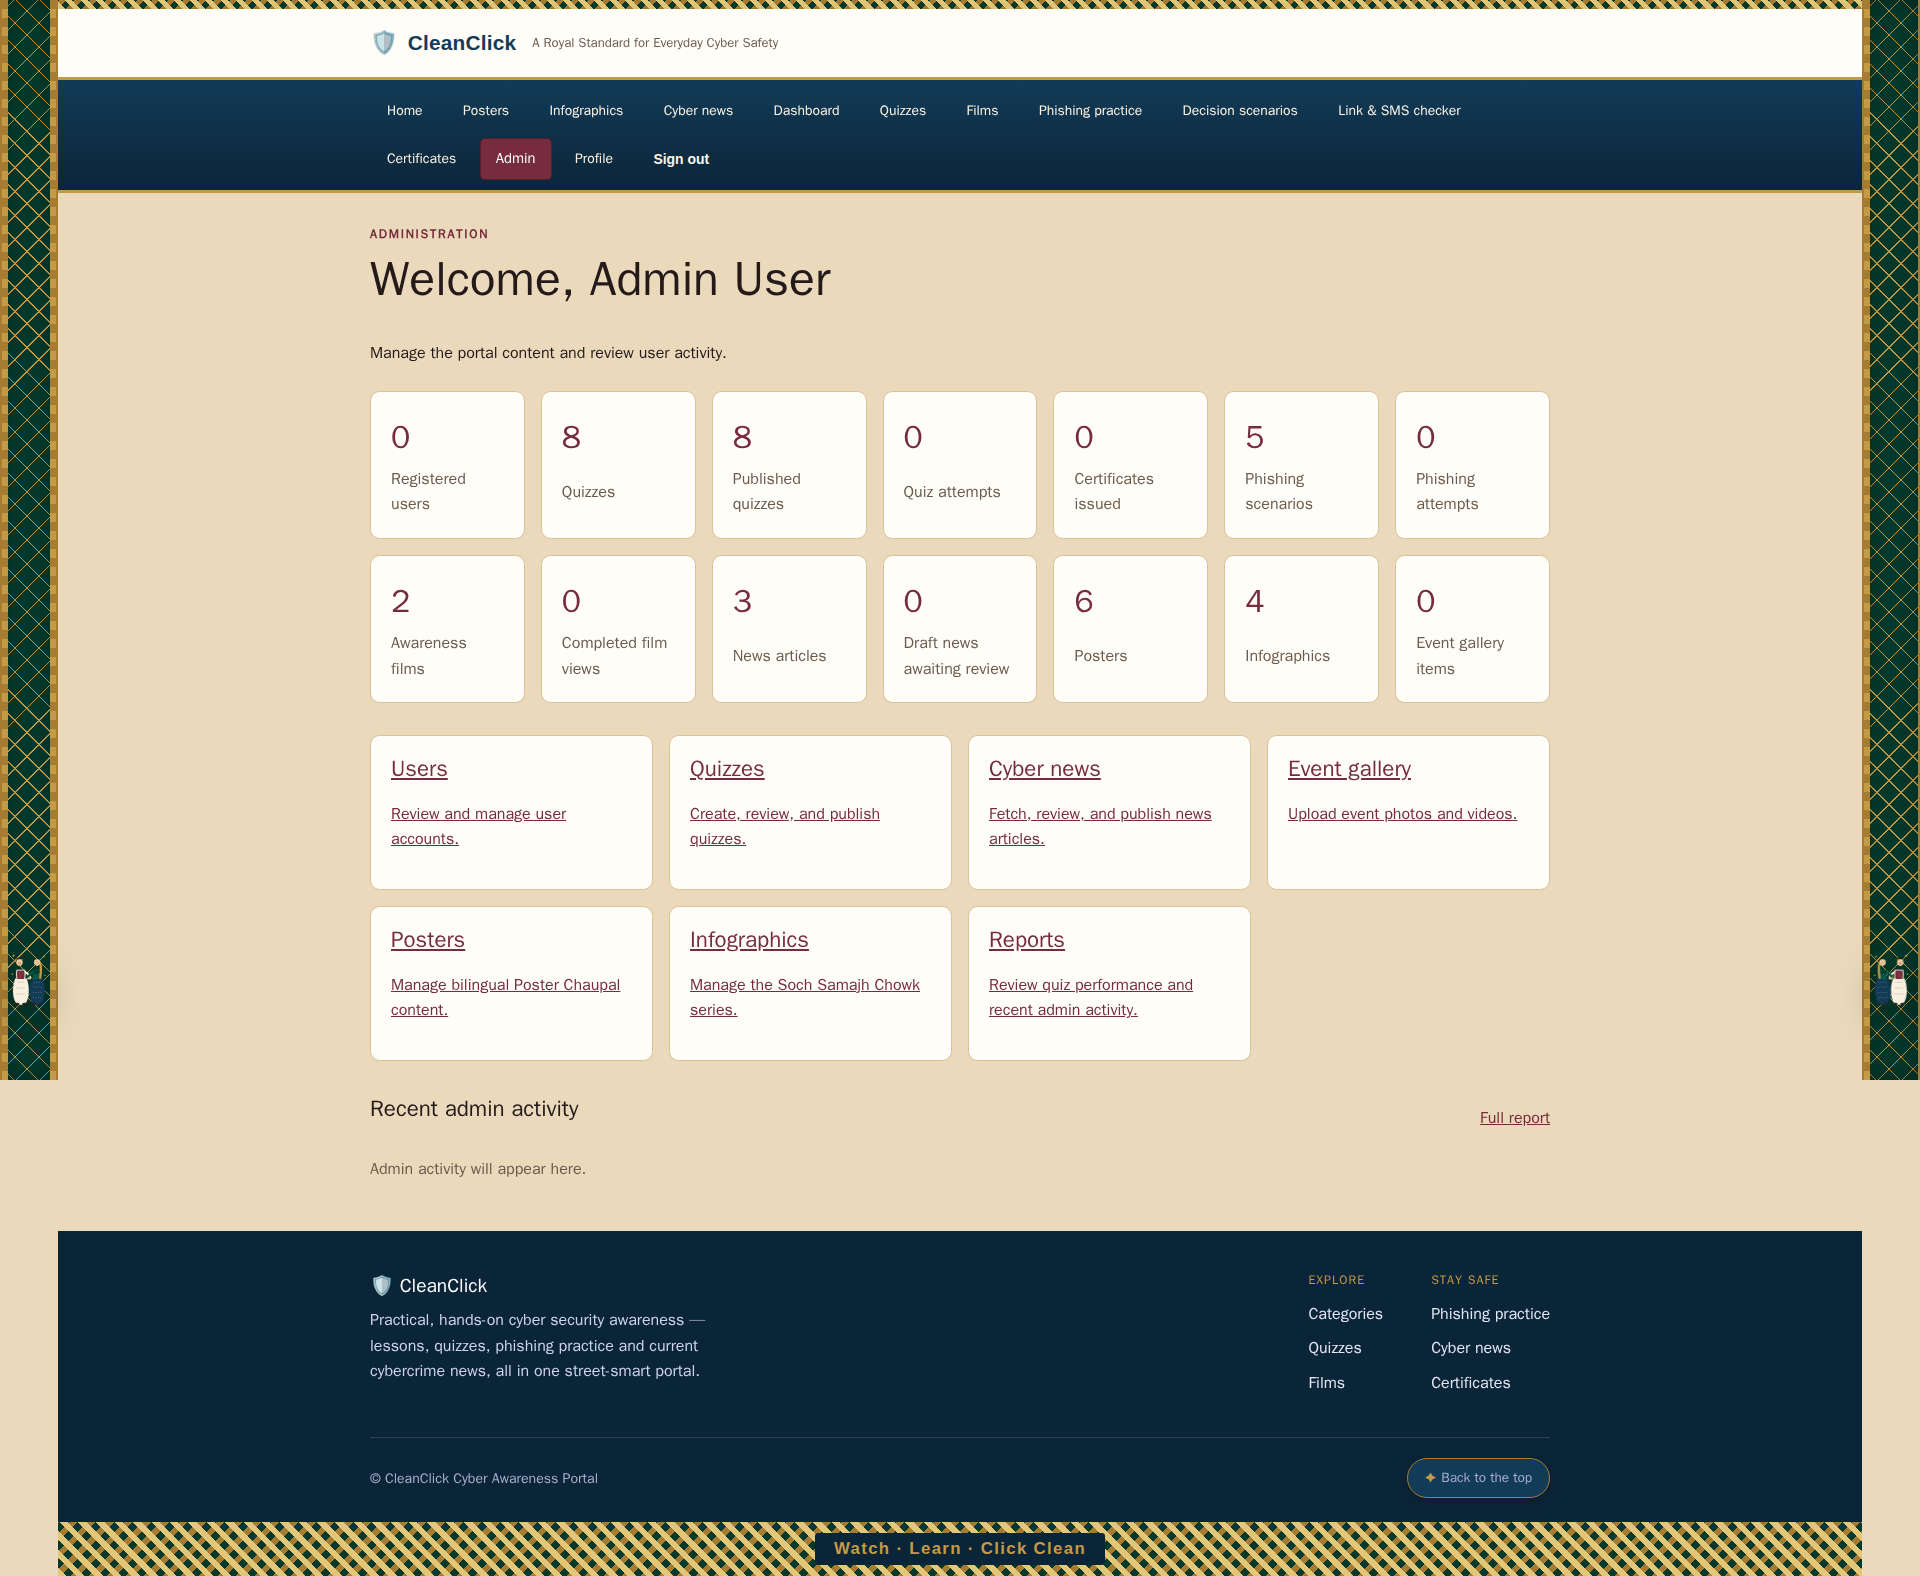 CleanClick A Royal Standard for Everyday Cyber Safety
Home Posters Infographics Cyber news Dashboard Quizzes Films Phishing practice Decision scenarios Link & SMS checker
Certificates Admin Profile Sign out
ADMINISTRATION
Welcome, Admin User
Manage the portal content and review user activity.
0
Registered
users
8
Quizzes
8
Published
quizzes
0
Quiz attempts
0
Certificates
issued
5
Phishing
scenarios
0
Phishing
attempts
2
Awareness
films
0
Completed film
views
3
News articles
0
Draft news
awaiting review
6
Posters
4
Infographics
0
Event gallery
items
Users
Review and manage user
accounts.
Quizzes
Create, review, and publish
quizzes.
Cyber news
Fetch, review, and publish news
articles.
Event gallery
Upload event photos and videos.
Posters
Manage bilingual Poster Chaupal
content.
Infographics
Manage the Soch Samajh Chowk
series.
Reports
Review quiz performance and
recent admin activity.
Recent admin activity
Full report
Admin activity will appear here.
CleanClick
Practical, hands-on cyber security awareness —
lessons, quizzes, phishing practice and current
cybercrime news, all in one street-smart portal.
EXPLORE
Categories
Quizzes
Films
STAY SAFE
Phishing practice
Cyber news
Certificates
© CleanClick Cyber Awareness Portal
✦ Back to the top
Watch · Learn · Click Clean